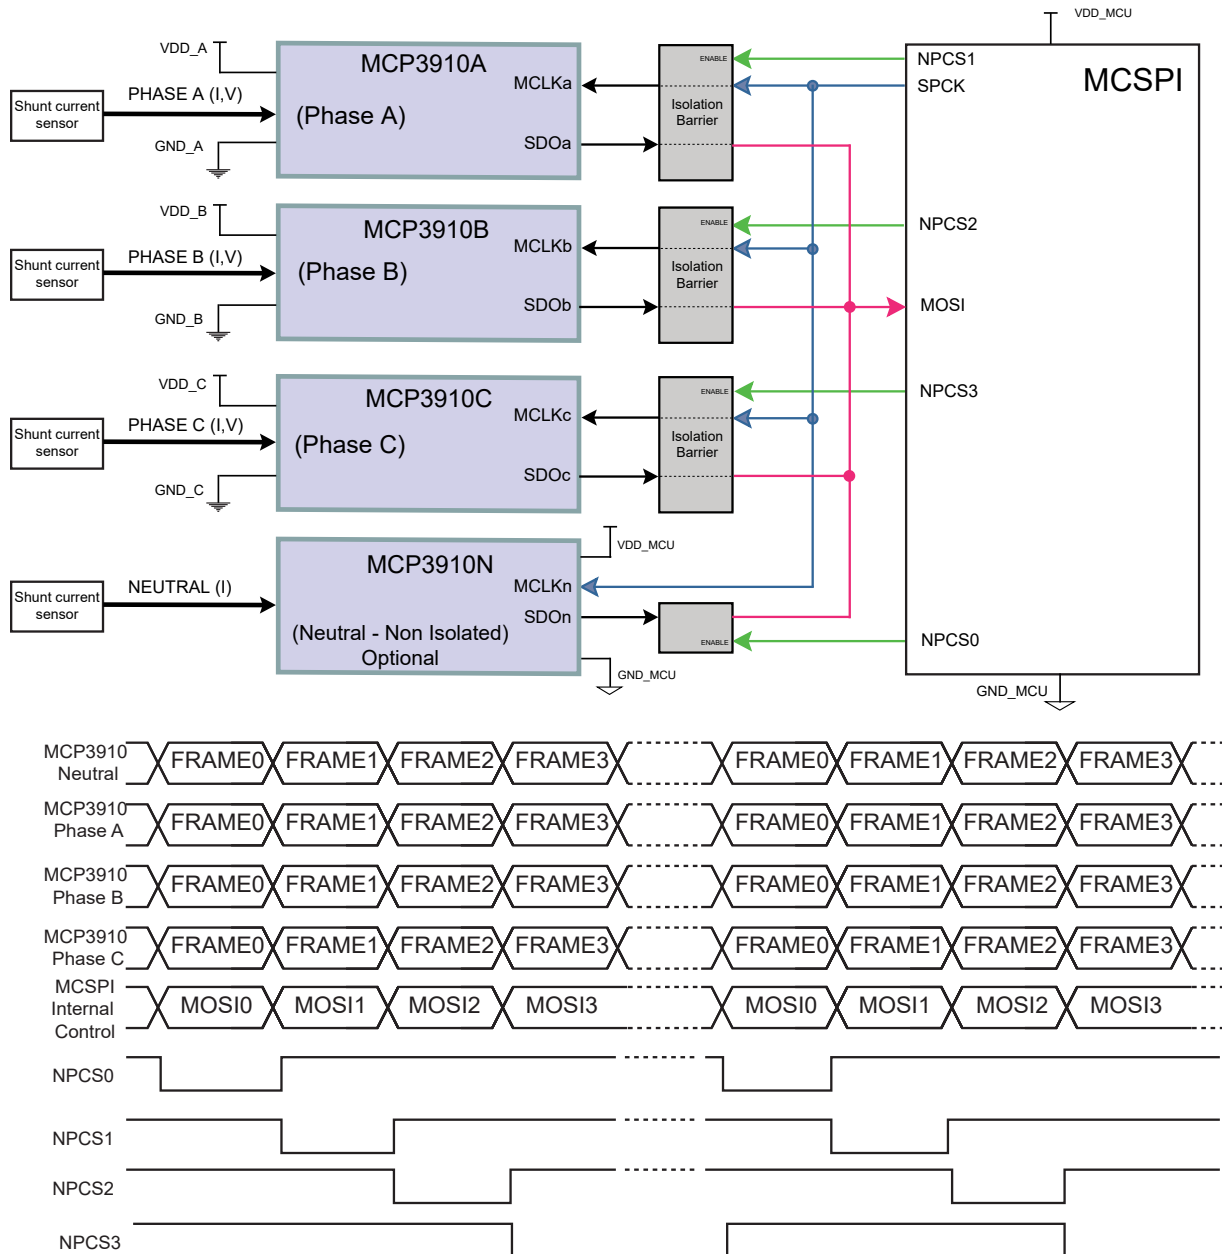 VDD_MCU
VDD_A
MCP3910A
MCLKa
ENABLE
NPCS1
SPCK
MCSPI
Shunt current
sensor
PHASE A (I,V)
(Phase A)
Isolation
Barrier
GND_A
SDOa
VDD_B
MCP3910B
MCLKb
ENABLE
NPCS2
Shunt current
sensor
PHASE B (I,V)
(Phase B)
Isolation
Barrier
GND_B
SDOb
MOSI
VDD_C
MCP3910C
MCLKc
ENABLE
NPCS3
Shunt current
sensor
PHASE C (I,V)
(Phase C)
Isolation
Barrier
GND_C
SDOc
VDD_MCU
MCP3910N
MCLKn
Shunt current
sensor
NEUTRAL (I)
SDOn
(Neutral - Non Isolated)
Optional
ENABLE
NPCS0
GND_MCU
GND_MCU
MCP3910
Neutral
FRAME0 FRAME1 FRAME2 FRAME3 FRAME0 FRAME1 FRAME2 FRAME3
MCP3910
Phase A
FRAME0 FRAME1 FRAME2 FRAME3 FRAME0 FRAME1 FRAME2 FRAME3
MCP3910
Phase B
FRAME0 FRAME1 FRAME2 FRAME3 FRAME0 FRAME1 FRAME2 FRAME3
MCP3910
Phase C
FRAME0 FRAME1 FRAME2 FRAME3 FRAME0 FRAME1 FRAME2 FRAME3
MCSPI
Internal
Control
MOSI0 MOSI1 MOSI2 MOSI3 MOSI0 MOSI1 MOSI2 MOSI3
NPCS0
NPCS1
NPCS2
NPCS3